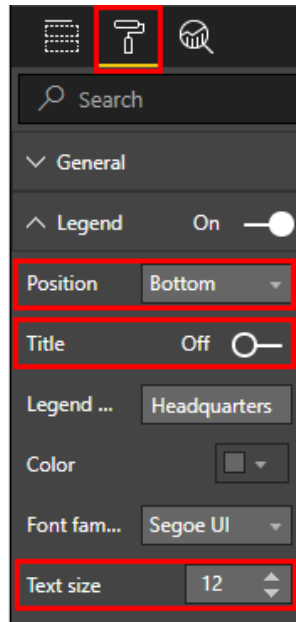 Search
General
Legend On
Position Bottom
Title Off
Legend ... Headquarters
Color
Font fam... Segoe UI
Text size 12